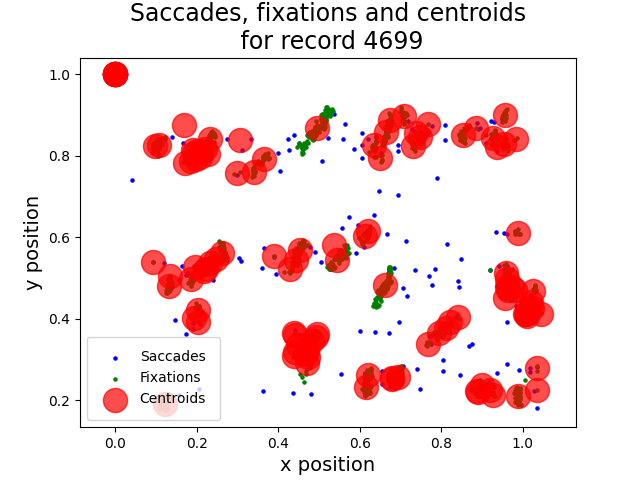 Saccades, fixations and centroids
for record 4699
1.0
0.8
0.6
0.4
0.2
y position
Saccades
Fixations
Centroids
0.0 0.2 0.4 0.6 0.8 1.0
x position